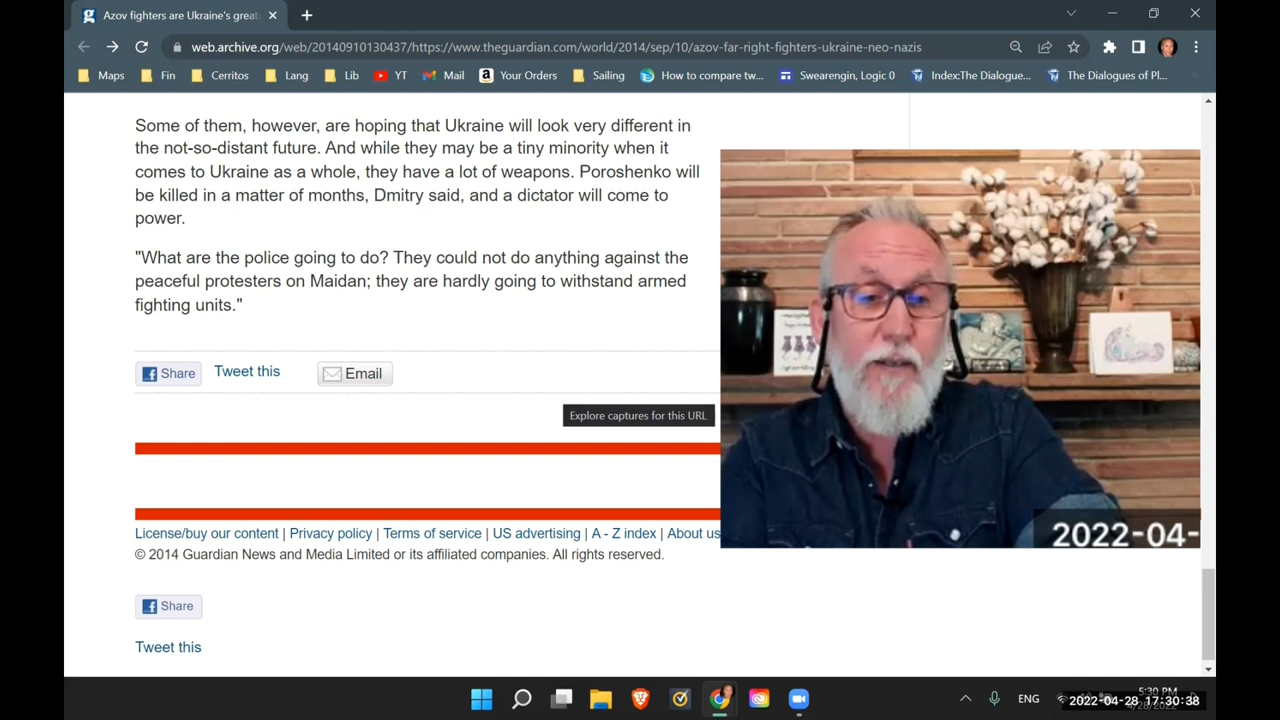 Azov fighters are Ukraine's great
web.archive.org/web/20140910130437/https://www.theguardian.com/world/2014/sep/10/azov-far-right-fighters-ukraine-neo-nazis
Maps Fin Cerritos Lang Lib YT Mail Your Orders Sailing How to compare tw... Swearengin, Logic 0 Index:The Dialogue... The Dialogues of Pl...
Some of them, however, are hoping that Ukraine will look very different in
the not-so-distant future. And while they may be a tiny minority when it
comes to Ukraine as a whole, they have a lot of weapons. Poroshenko will
be killed in a matter of months, Dmitry said, and a dictator will come to
power.
"What are the police going to do? They could not do anything against the
peaceful protesters on Maidan; they are hardly going to withstand armed
fighting units."
Share Tweet this Email
Explore captures for this URL
License/buy our content | Privacy policy | Terms of service | US advertising | A - Z index | About us
© 2014 Guardian News and Media Limited or its affiliated companies. All rights reserved.
2022-04-
Share
Tweet this
ENG
5:30 PM
2022-04-28 17:30:38
4/28/2022